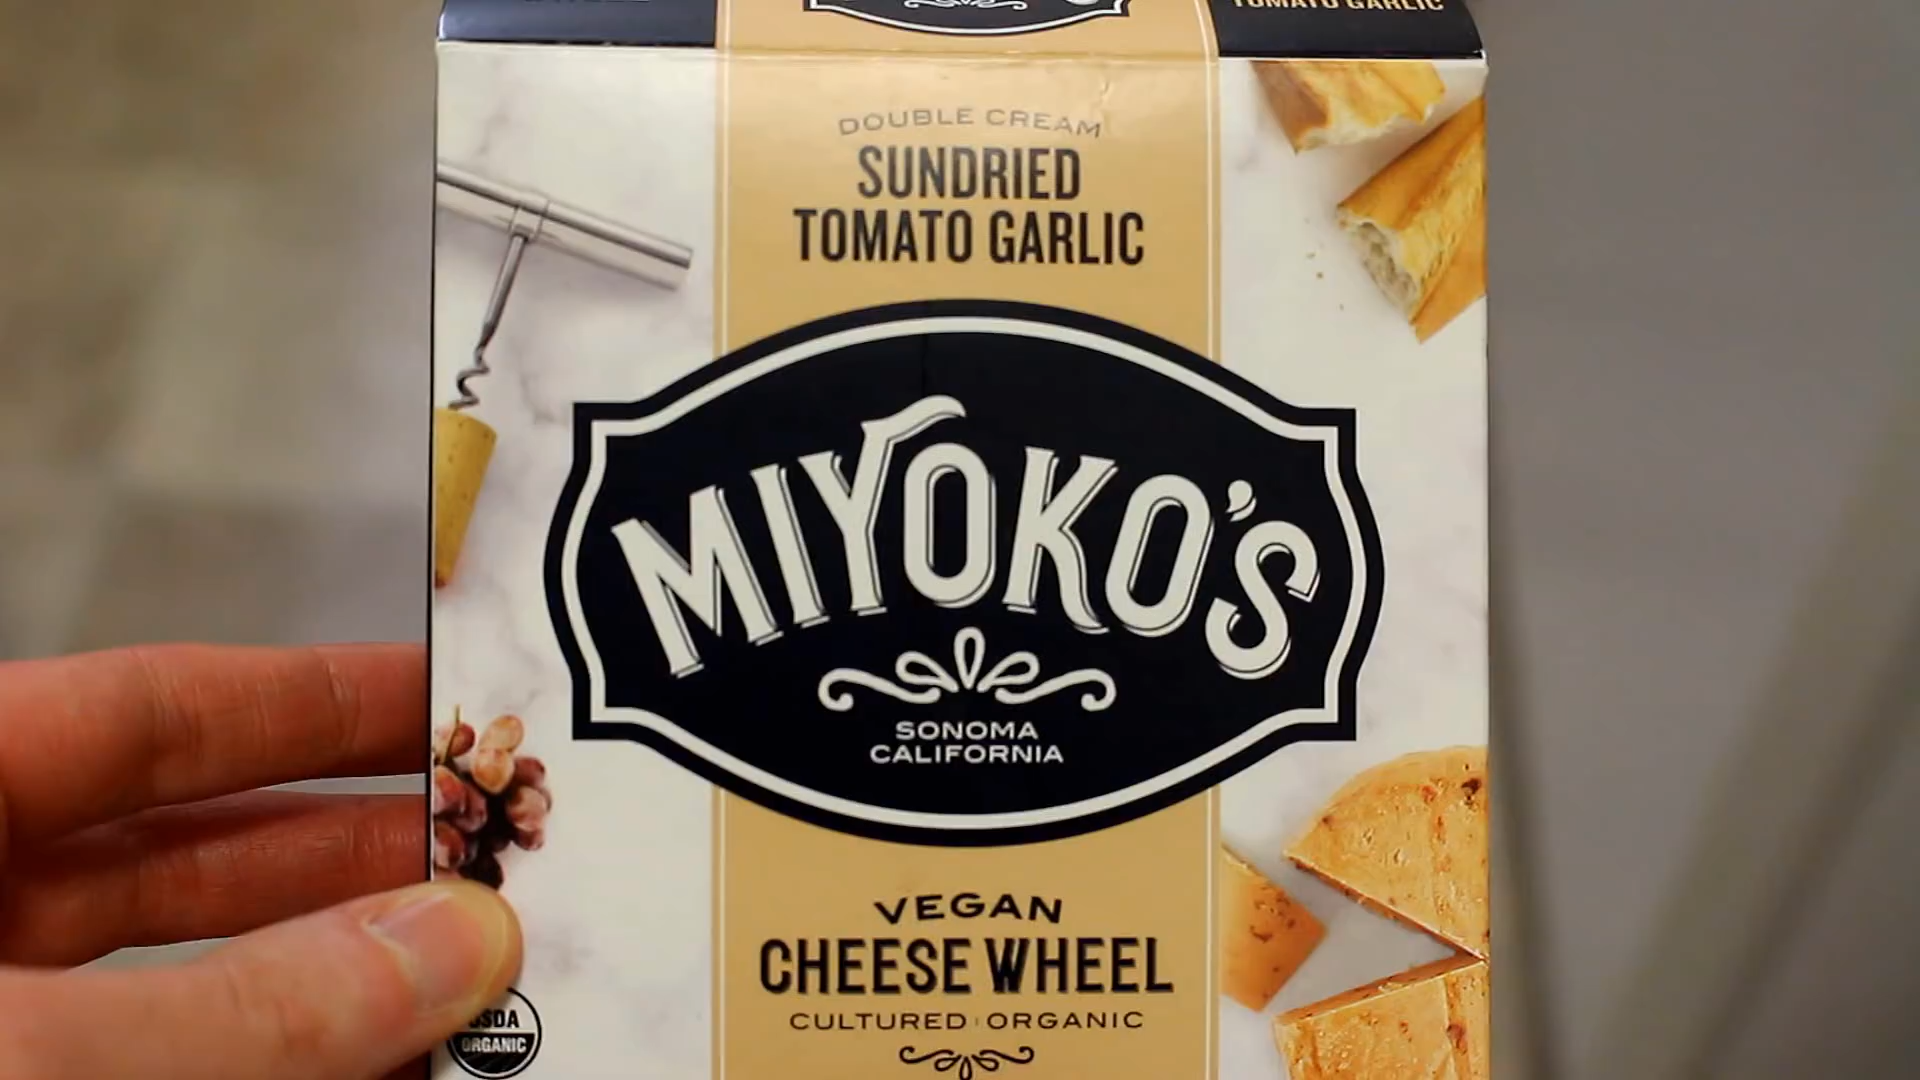 TOMATO GARLIC
DOUBLE CREAM
SUNDRIED
TOMATO GARLIC
MIYOKO'S
SONOMA
CALIFORNIA
VEGAN
CHEESE WHEEL
CULTURED ORGANIC
USDA
ORGANIC